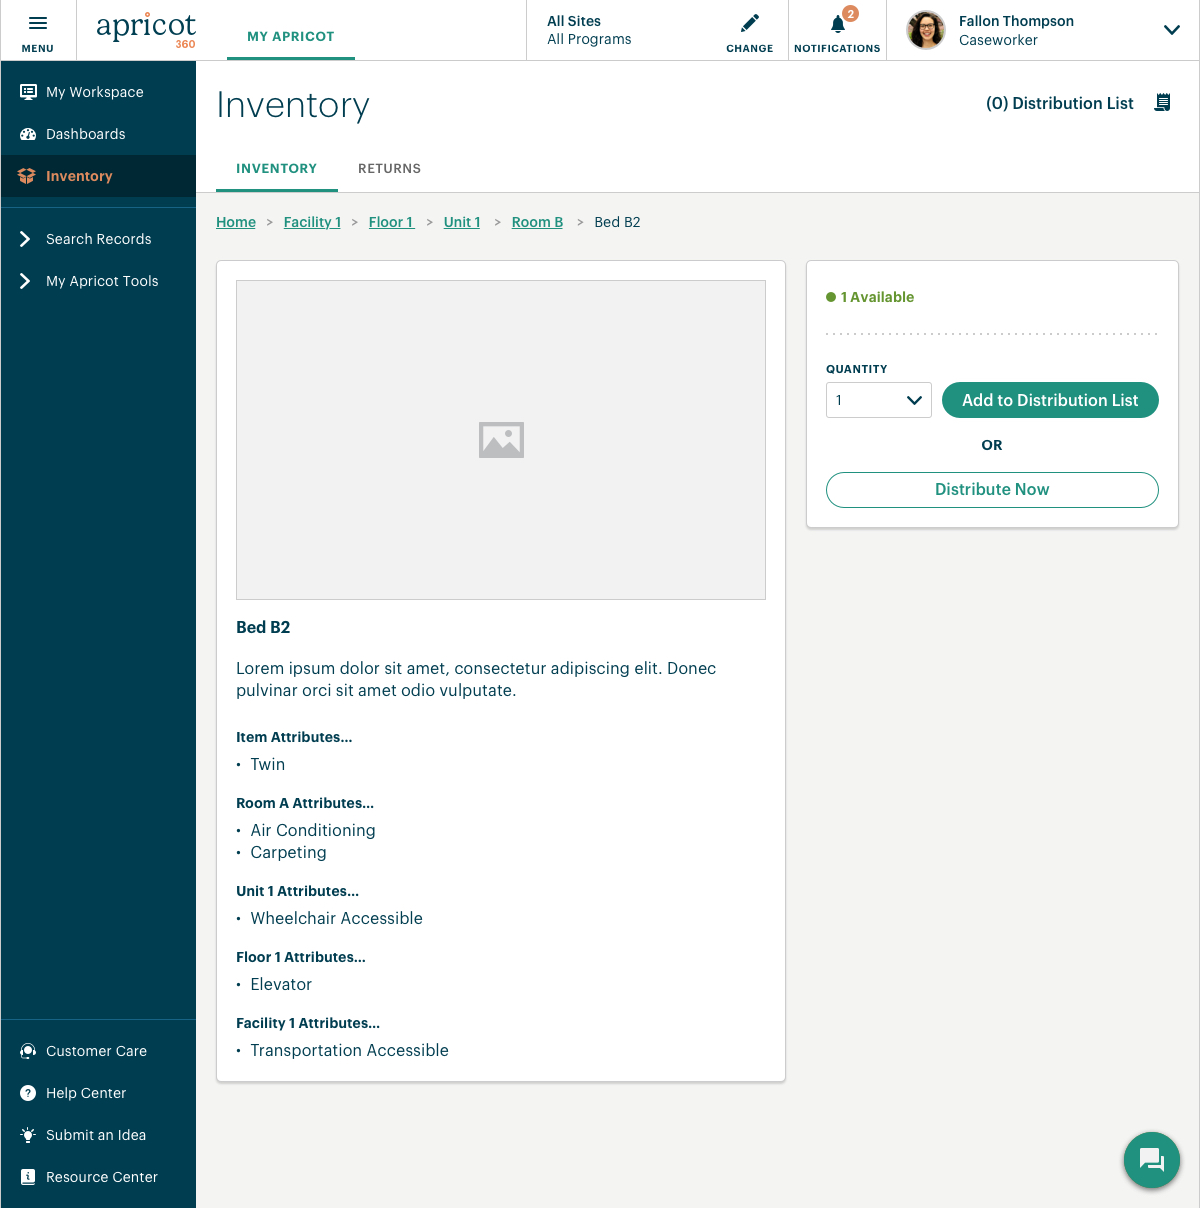 MENU
apricot
360
MY APRICOT
All Sites
All Programs
CHANGE
2
NOTIFICATIONS
Fallon Thompson
Caseworker
My Workspace
Dashboards
Inventory
Search Records
My Apricot Tools
Customer Care
Help Center
Submit an Idea
Resource Center
Inventory
(0) Distribution List
INVENTORY RETURNS
Home > Facility 1 > Floor 1 > Unit 1 > Room B > Bed B2
Bed B2
Lorem ipsum dolor sit amet, consectetur adipiscing elit. Donec
pulvinar orci sit amet odio vulputate.
Item Attributes...
• Twin
Room A Attributes...
• Air Conditioning
• Carpeting
Unit 1 Attributes...
• Wheelchair Accessible
Floor 1 Attributes...
• Elevator
Facility 1 Attributes...
• Transportation Accessible
1 Available
QUANTITY
1
Add to Distribution List
OR
Distribute Now